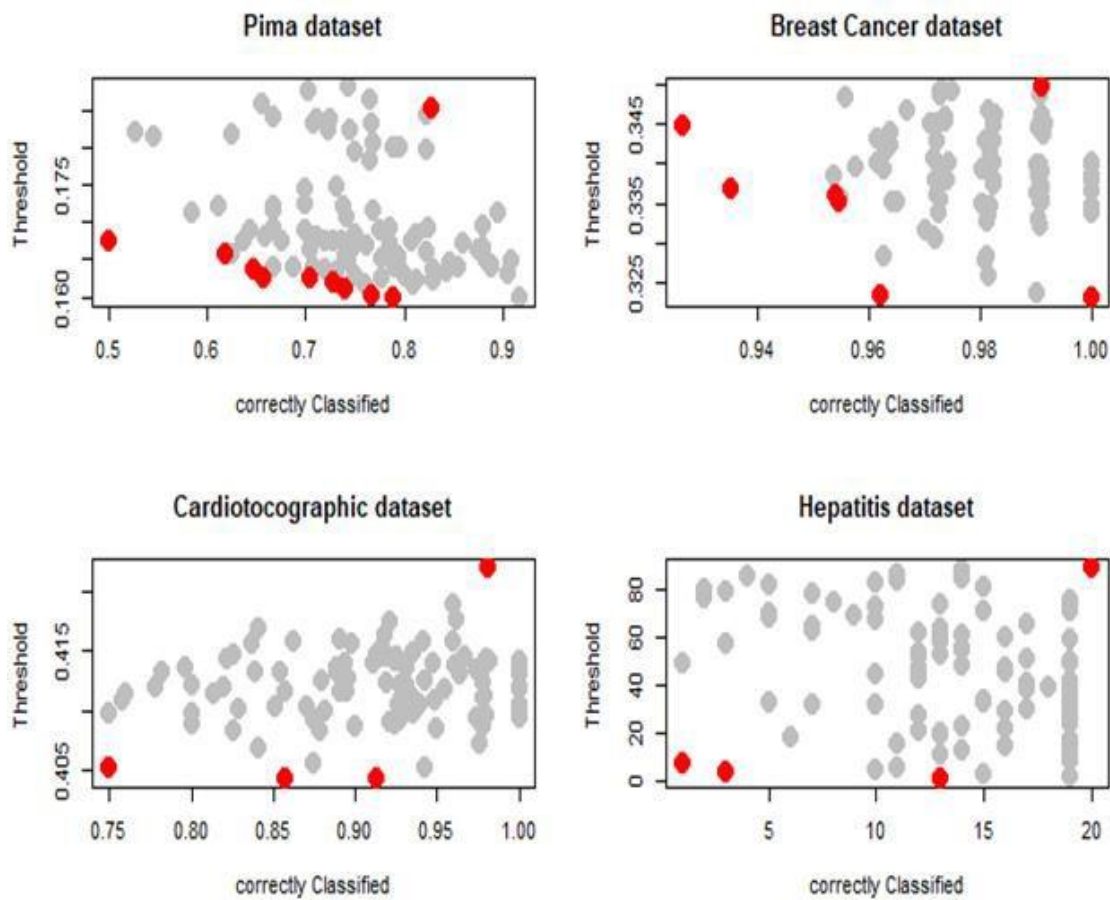 Pima dataset
Threshold
0.175
0.160
0.5 0.6 0.7 0.8 0.9
correctly Classified
Breast Cancer dataset
Threshold
0.345
0.335
0.325
0.94 0.96 0.98 1.00
correctly Classified
Cardiotocographic dataset
Threshold
0.415
0.405
0.75 0.80 0.85 0.90 0.95 1.00
correctly Classified
Hepatitis dataset
Threshold
80
60
40
20
0
5 10 15 20
correctly Classified